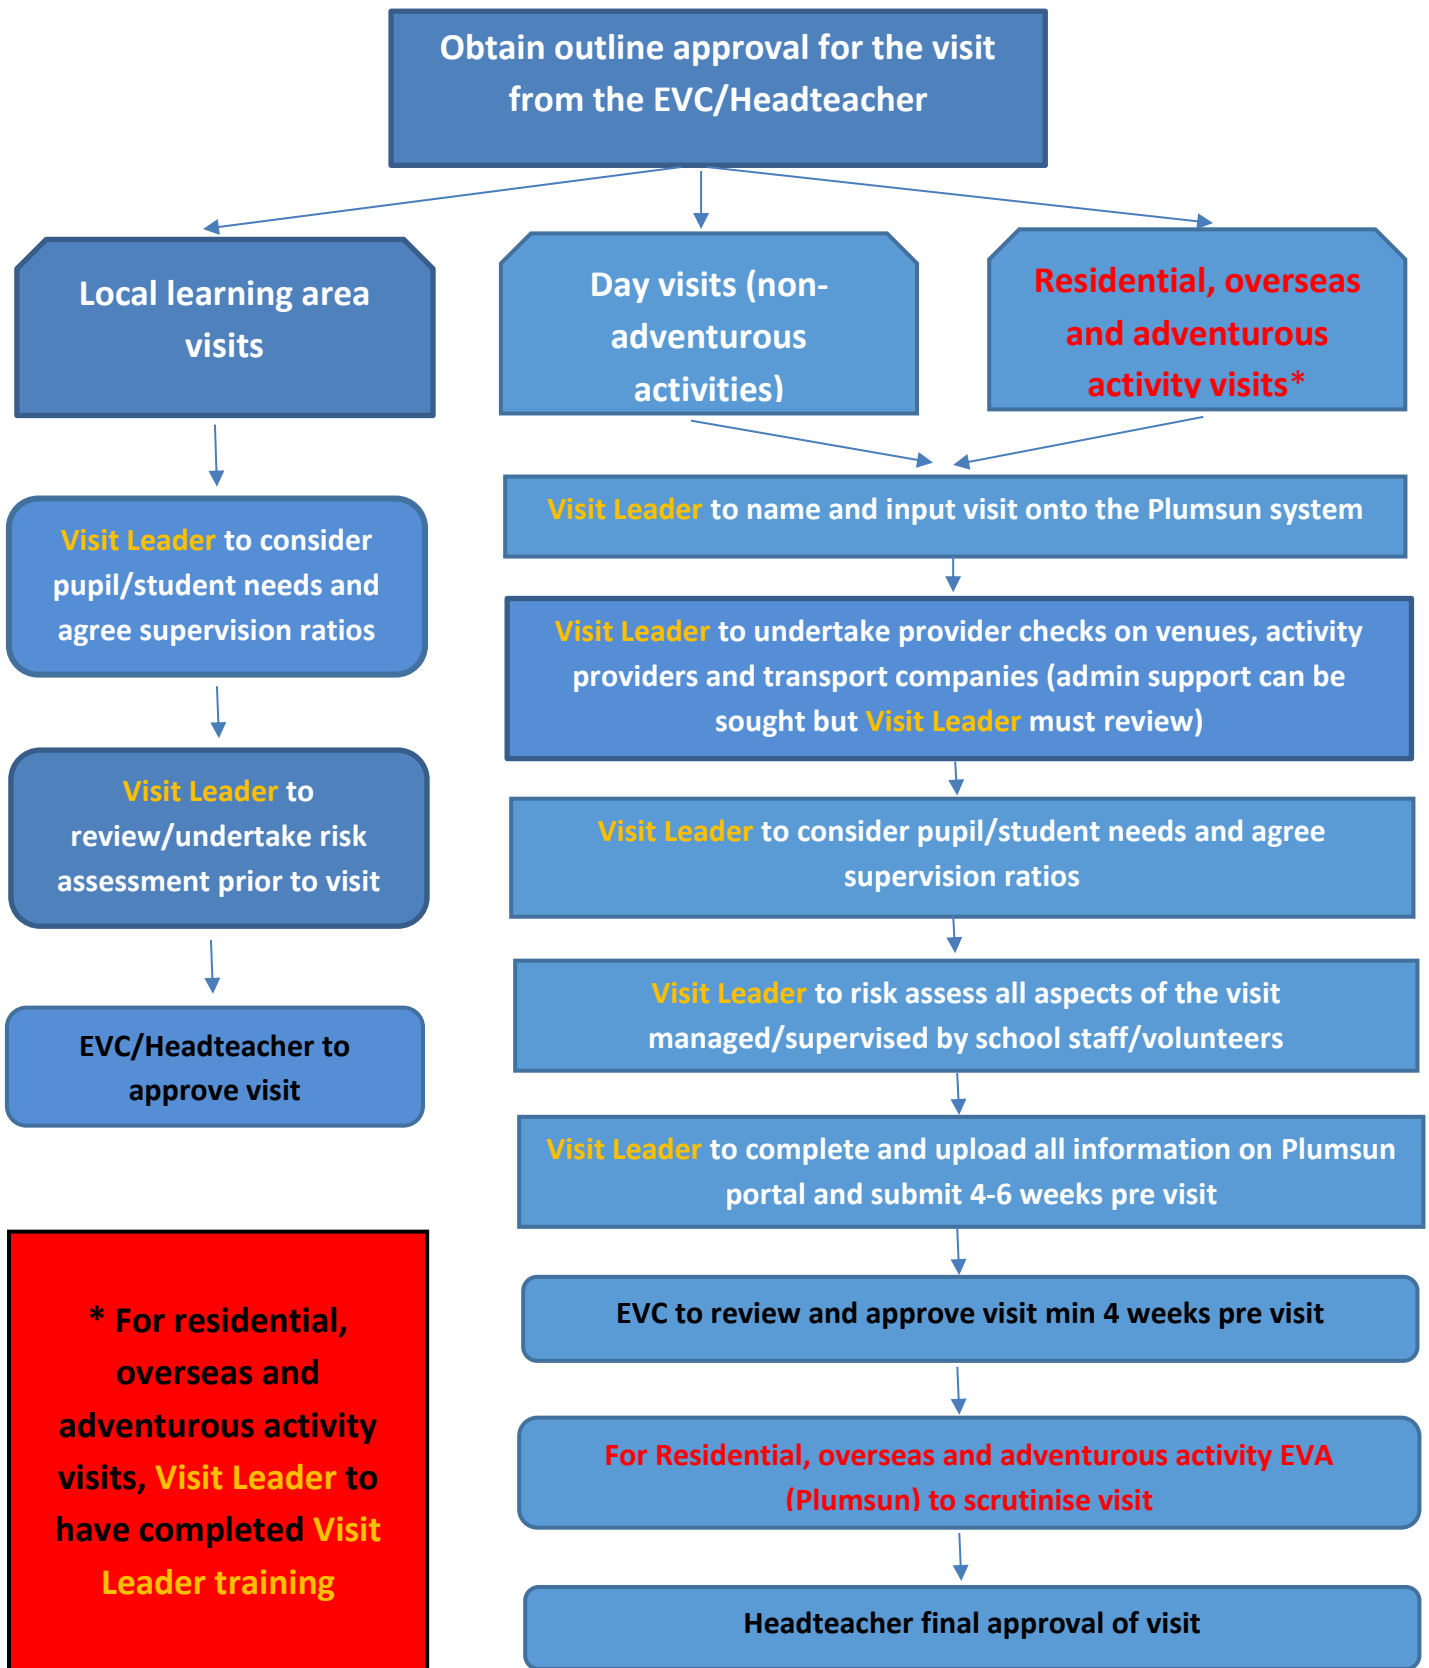 Obtain outline approval for the visit
from the EVC/Headteacher
Local learning area
visits
Day visits (non-
adventurous
activities)
Residential, overseas
and adventurous
activity visits*
Visit Leader to consider
pupil/student needs and
agree supervision ratios
Visit Leader to
review/undertake risk
assessment prior to visit
EVC/Headteacher to
approve visit
Visit Leader to name and input visit onto the Plumsun system
Visit Leader to undertake provider checks on venues, activity
providers and transport companies (admin support can be
sought but Visit Leader must review)
Visit Leader to consider pupil/student needs and agree
supervision ratios
Visit Leader to risk assess all aspects of the visit
managed/supervised by school staff/volunteers
Visit Leader to complete and upload all information on Plumsun
portal and submit 4-6 weeks pre visit
EVC to review and approve visit min 4 weeks pre visit
For Residential, overseas and adventurous activity EVA
(Plumsun) to scrutinise visit
Headteacher final approval of visit
* For residential,
overseas and
adventurous activity
visits, Visit Leader to
have completed Visit
Leader training